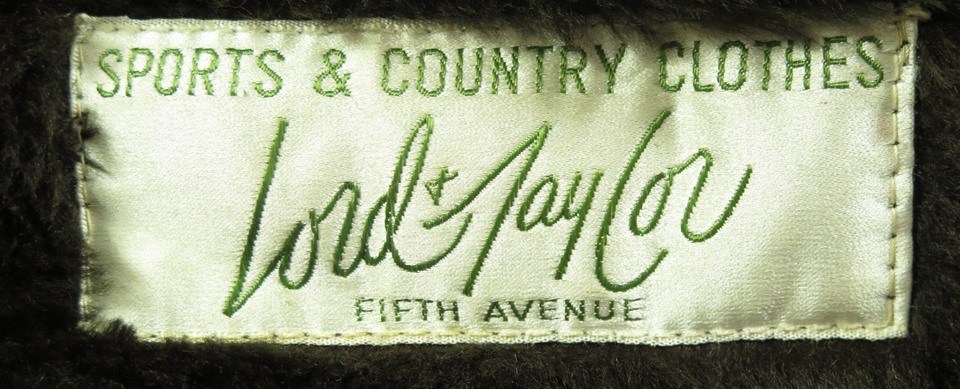 SPORTS & COUNTRY CLOTHES
Lord + Taylor
FIFTH AVENUE